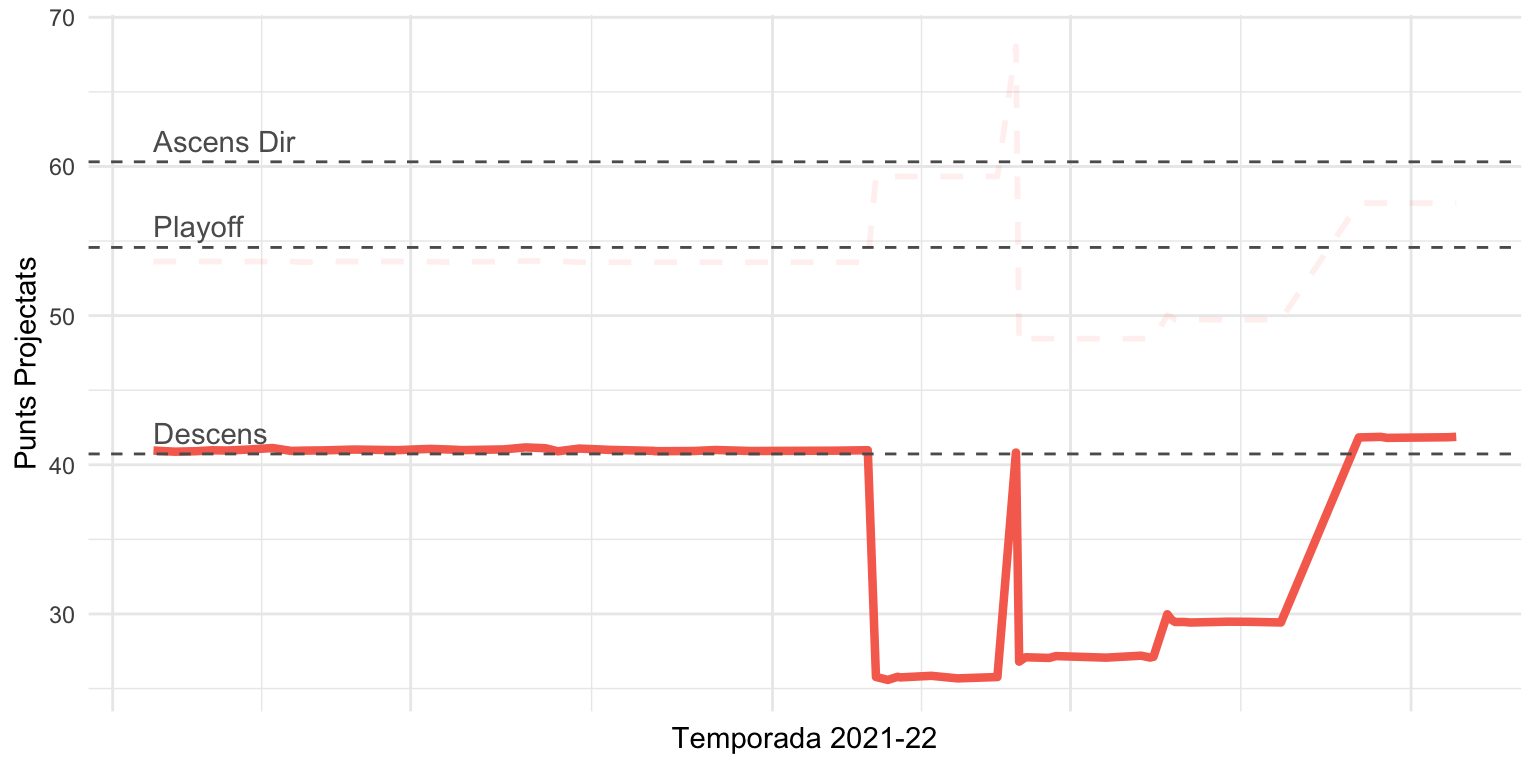 70
60
50
40
30
Punts Projectats
Ascens Dir
Playoff
Descens
Temporada 2021-22